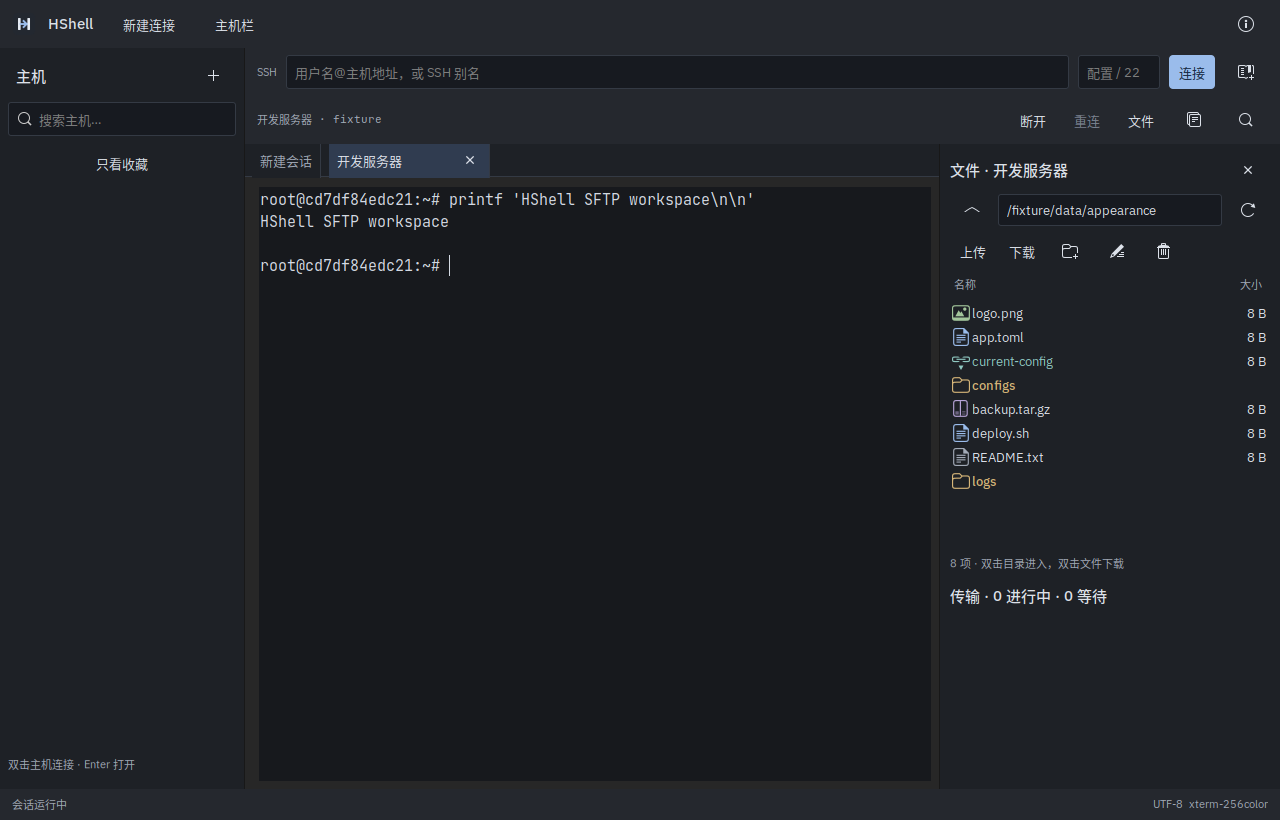 HShell 新建连接 主机栏
主机
搜索主机...
只看收藏
双击主机连接 · Enter 打开
SSH 用户名@主机地址，或 SSH 别名 配置 / 22 连接
开发服务器 · fixture 断开 重连 文件
新建会话 开发服务器
root@cd7df84edc21:~# printf 'HShell SFTP workspace\n\n'
HShell SFTP workspace
root@cd7df84edc21:~#
文件 · 开发服务器
/fixture/data/appearance
上传 下载
名称 大小
logo.png 8 B
app.toml 8 B
current-config 8 B
configs
backup.tar.gz 8 B
deploy.sh 8 B
README.txt 8 B
logs
8 项 · 双击目录进入，双击文件下载
传输 · 0 进行中 · 0 等待
会话运行中 UTF-8 xterm-256color